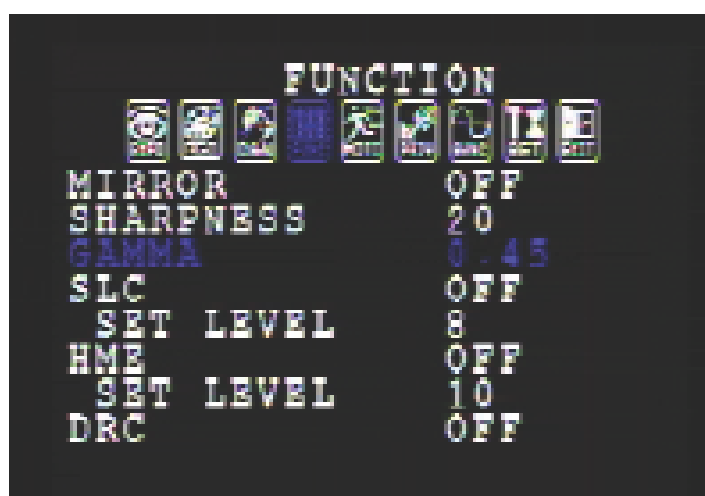 FUNCTION
MIRROR OFF
SHARPNESS 20
GAMMA 0.45
SLC OFF
SET LEVEL 8
HME OFF
SET LEVEL 10
DRC OFF